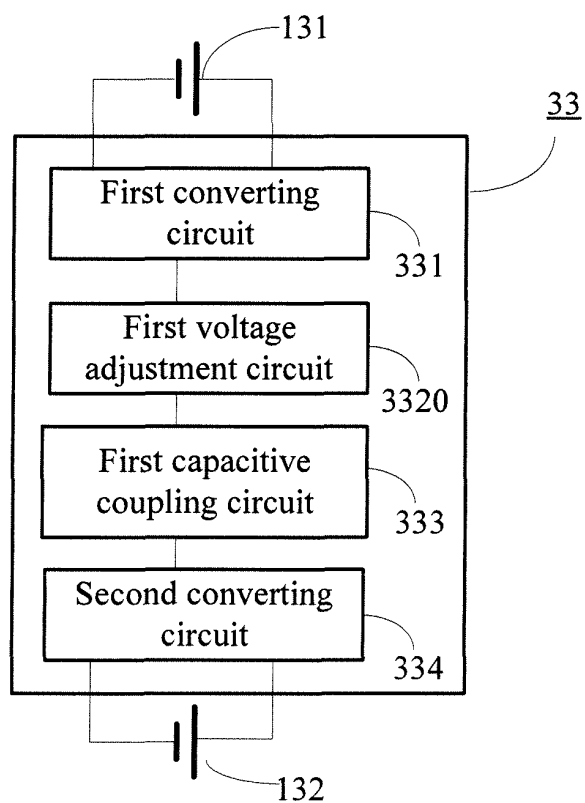 131
33
First converting
circuit
331
First voltage
adjustment circuit
3320
First capacitive
coupling circuit
333
Second converting
circuit
334
132